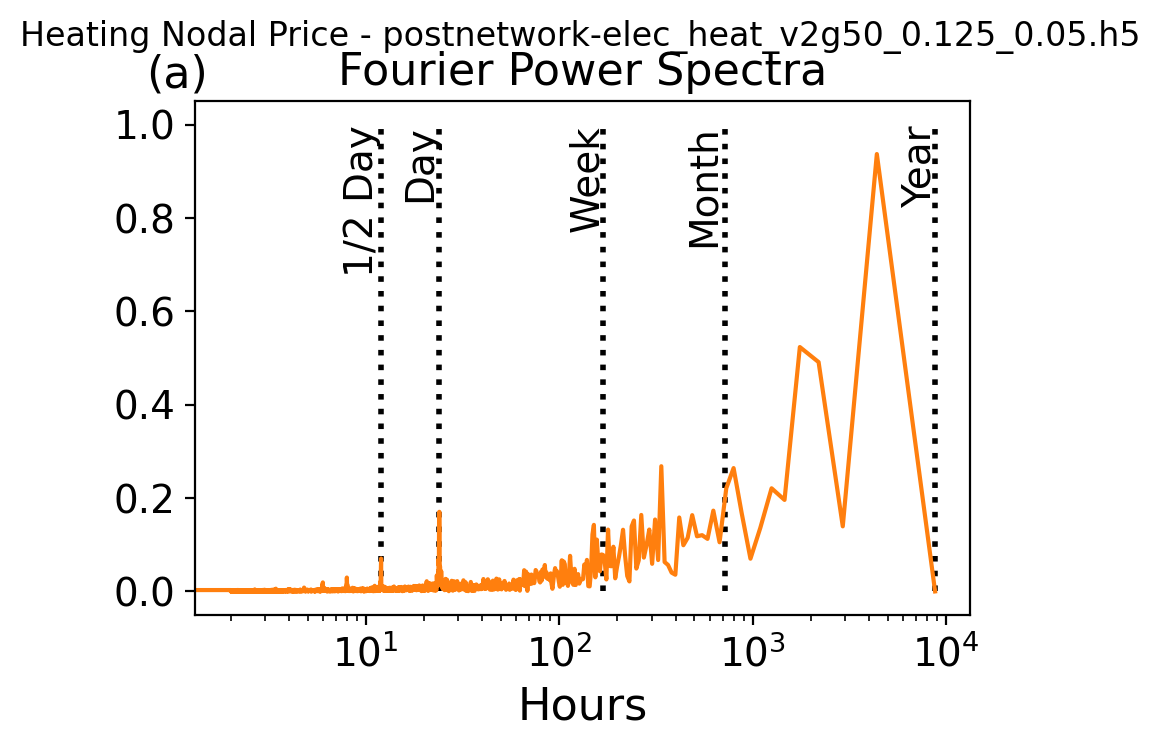 Heating Nodal Price - postnetwork-elec_heat_v2g50_0.125_0.05.h5
(a) Fourier Power Spectra
1.0
0.8
0.6
0.4
0.2
0.0
1/2 Day
Day
Week
Month
Year
10¹ 10² 10³ 10⁴
Hours